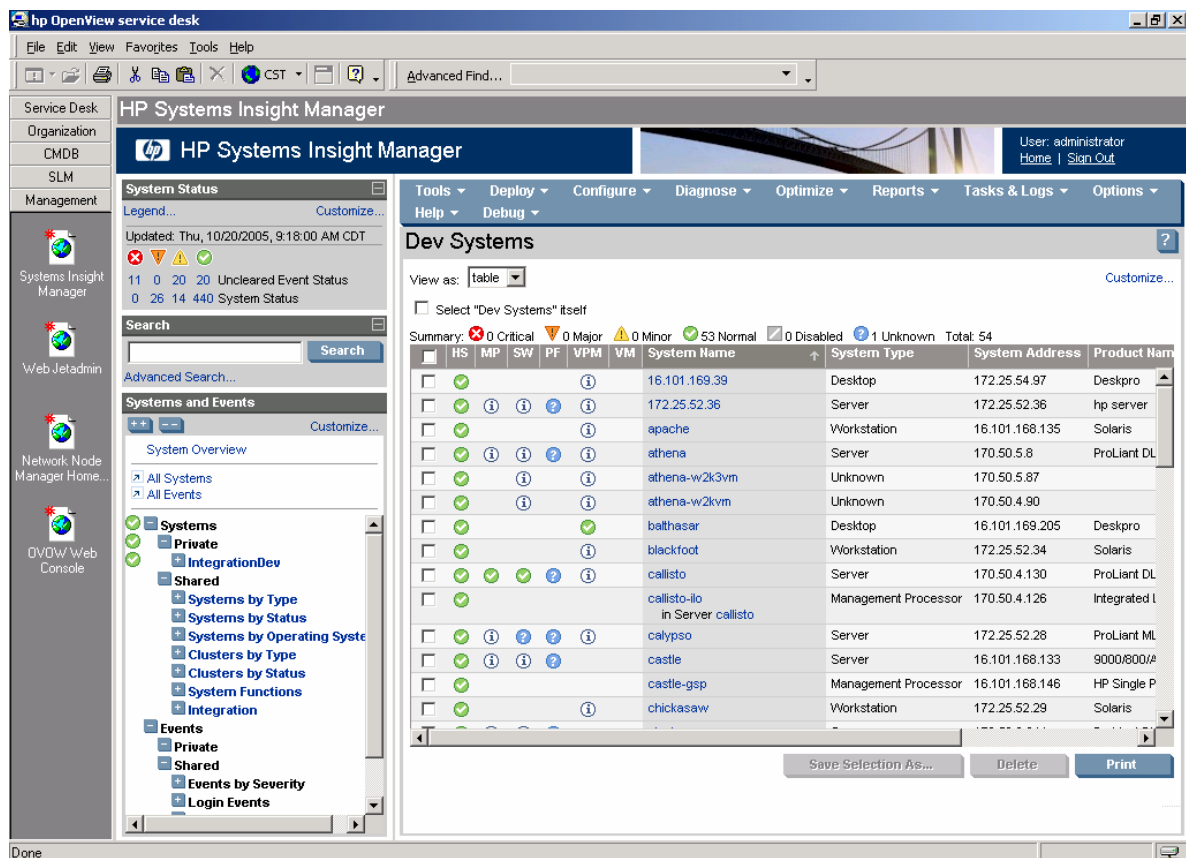 hp OpenView service desk
File Edit View Favorites Tools Help
CST Advanced Find...
Service Desk
Organization
CMDB
SLM
Management
Systems Insight
Manager
Web Jetadmin
Network Node
Manager Home...
OVOW Web
Console
HP Systems Insight Manager
hp HP Systems Insight Manager
User: administrator
Home | Sign Out
System Status
Legend... Customize...
Updated: Thu, 10/20/2005, 9:18:00 AM CDT
11 0 20 20 Uncleared Event Status
0 26 14 440 System Status
Search
Search
Advanced Search...
Systems and Events
Customize...
System Overview
All Systems
All Events
Systems
Private
IntegrationDev
Shared
Systems by Type
Systems by Status
Systems by Operating Syste
Clusters by Type
Clusters by Status
System Functions
Integration
Events
Private
Shared
Events by Severity
Login Events
Tools Deploy Configure Diagnose Optimize Reports Tasks & Logs Options
Help Debug
Dev Systems
View as: table Customize...
Select "Dev Systems" itself
Summary: 0 Critical 0 Major 0 Minor 53 Normal 0 Disabled 1 Unknown Total: 54
HS MP SW PF VPM VM System Name System Type System Address Product Nam
16.101.169.39 Desktop 172.25.54.97 Deskpro
172.25.52.36 Server 172.25.52.36 hp server
apache Workstation 16.101.168.135 Solaris
athena Server 170.50.5.8 ProLiant DL
athena-w2k3vm Unknown 170.50.5.87
athena-w2kvm Unknown 170.50.4.90
balthasar Desktop 16.101.169.205 Deskpro
blackfoot Workstation 172.25.52.34 Solaris
callisto Server 170.50.4.130 ProLiant DL
callisto-ilo Management Processor 170.50.4.126 Integrated L
in Server callisto
calypso Server 172.25.52.28 ProLiant ML
castle Server 16.101.168.133 9000/800/A
castle-gsp Management Processor 16.101.168.146 HP Single P
chickasaw Workstation 172.25.52.29 Solaris
Save Selection As... Delete Print
Done